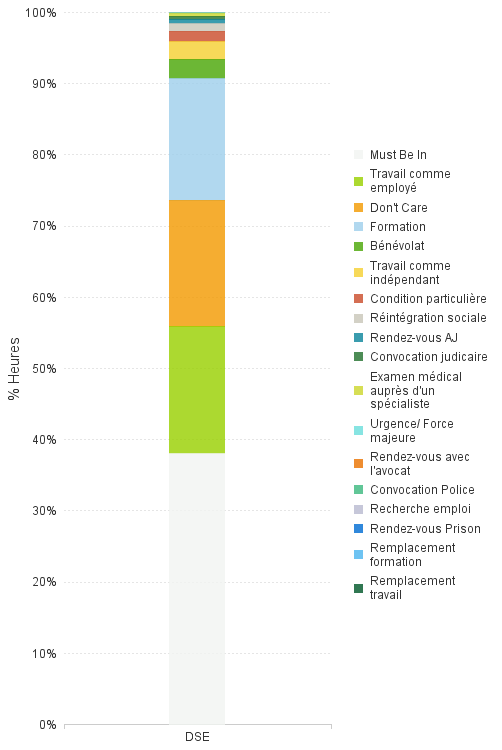 100%
90%
80%
70%
60%
50%
40%
30%
20%
10%
0%
% Heures
DSE
Must Be In
Travail comme
employé
Don't Care
Formation
Bénévolat
Travail comme
indépendant
Condition particulière
Réintégration sociale
Rendez-vous AJ
Convocation judicaire
Examen médical
auprès d'un
spécialiste
Urgence/ Force
majeure
Rendez-vous avec
l'avocat
Convocation Police
Recherche emploi
Rendez-vous Prison
Remplacement
formation
Remplacement
travail